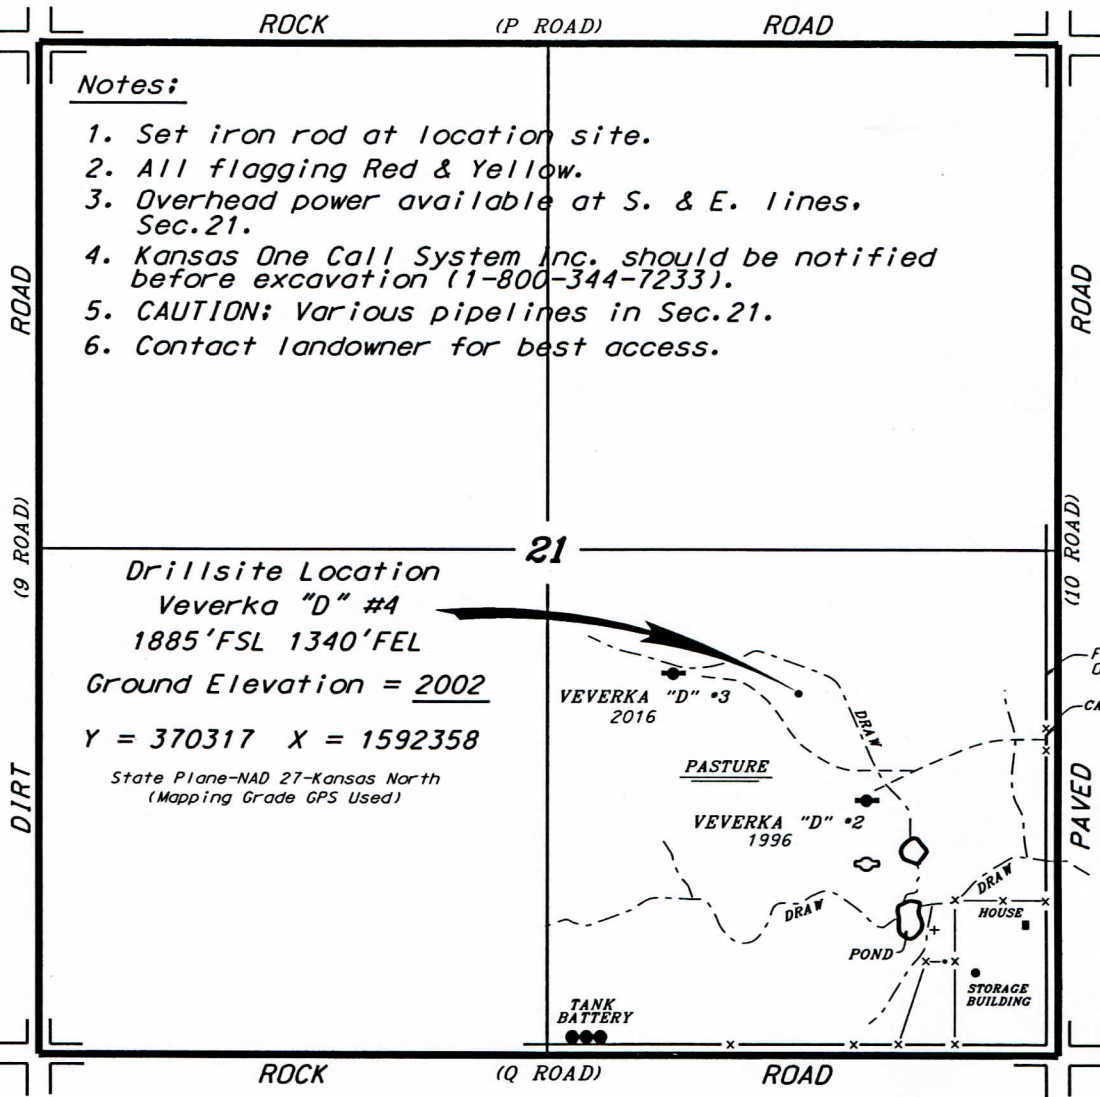 ROCK (P ROAD) ROAD
Notes:
1. Set iron rod at location site.
2. All flagging Red & Yellow.
3. Overhead power available at S. & E. lines,
Sec.21.
4. Kansas One Call System Inc. should be notified
before excavation (1-800-344-7233).
5. CAUTION: Various pipelines in Sec.21.
6. Contact landowner for best access.
ROAD
(9 ROAD)
DIRT
ROAD
(10 ROAD)
PAVED
21
Drillsite Location
Veverka "D" #4
1885'FSL 1340'FEL
Ground Elevation = 2002
Y = 370317 X = 1592358
State Plane-NAD 27-Kansas North
(Mapping Grade GPS Used)
VEVERKA "D" #3
2016
DRAW
PASTURE
VEVERKA "D" #2
1996
DRAW
DRAW
HOUSE
POND
STORAGE
BUILDING
TANK
BATTERY
ROCK (Q ROAD) ROAD